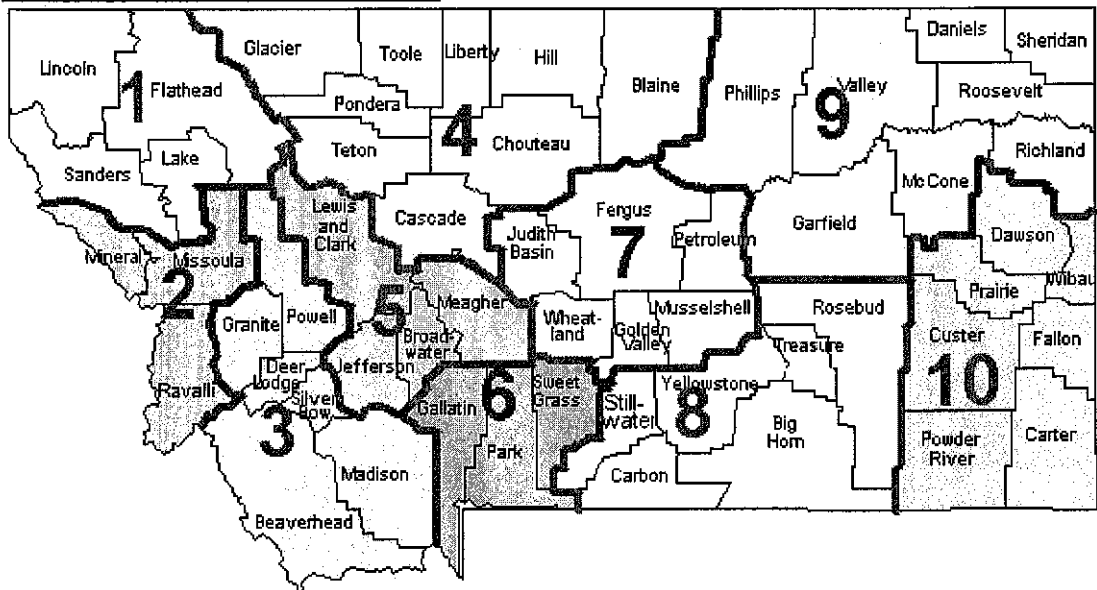 Lincoln
1
Flathead
Glacier
Toole
Liberty
Hill
Blaine
Phillips
9
Valley
Daniels
Sheridan
Roosevelt
Richland
Pondera
4
Chouteau
Teton
Lake
Sanders
Lewis
and
Clark
Cascade
Judith
Basin
Fergus
7
Petroleum
Garfield
McCone
Dawson
Wibau
Prairie
Mineral
Missoula
2
Ravalli
Granite
Powell
Deer
Lodge
Silver
Bow
3
Beaverhead
Madison
5
Meagher
Broad-
water
Jefferson
6
Gallatin
Park
Sweet
Grass
Wheat-
land
Golden
Valley
Musselshell
Rosebud
Treasure
Yellowstone
8
Still-
water
Carbon
Big
Horn
Custer
10
Fallon
Powder
River
Carter